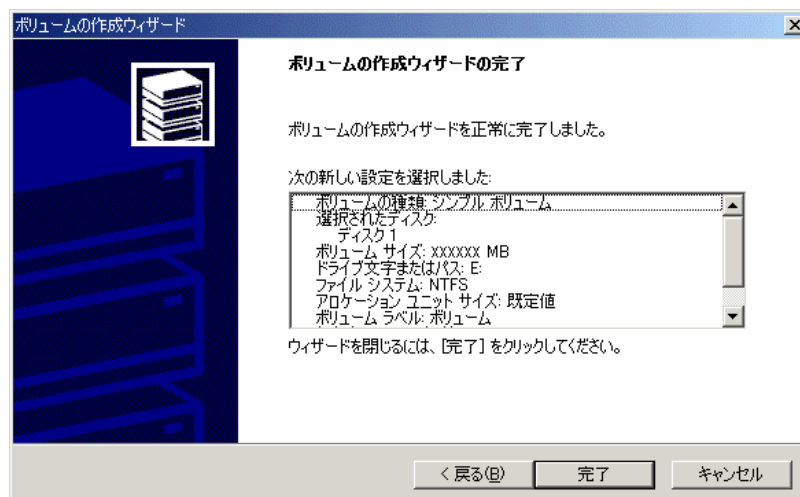 ボリュームの作成ウィザード
ボリュームの作成ウィザードの完了
ボリュームの作成ウィザードを正常に完了しました。
次の新しい設定を選択しました:
ボリュームの種類: シンプル ボリューム
選択されたディスク:
ディスク 1
ボリューム サイズ: xxxxxx MB
ドライブ文字またはパス: E:
ファイル システム: NTFS
アロケーション ユニット サイズ: 既定値
ボリューム ラベル: ボリューム
ウィザードを閉じるには、[完了] をクリックしてください。
< 戻る(B)
完了
キャンセル